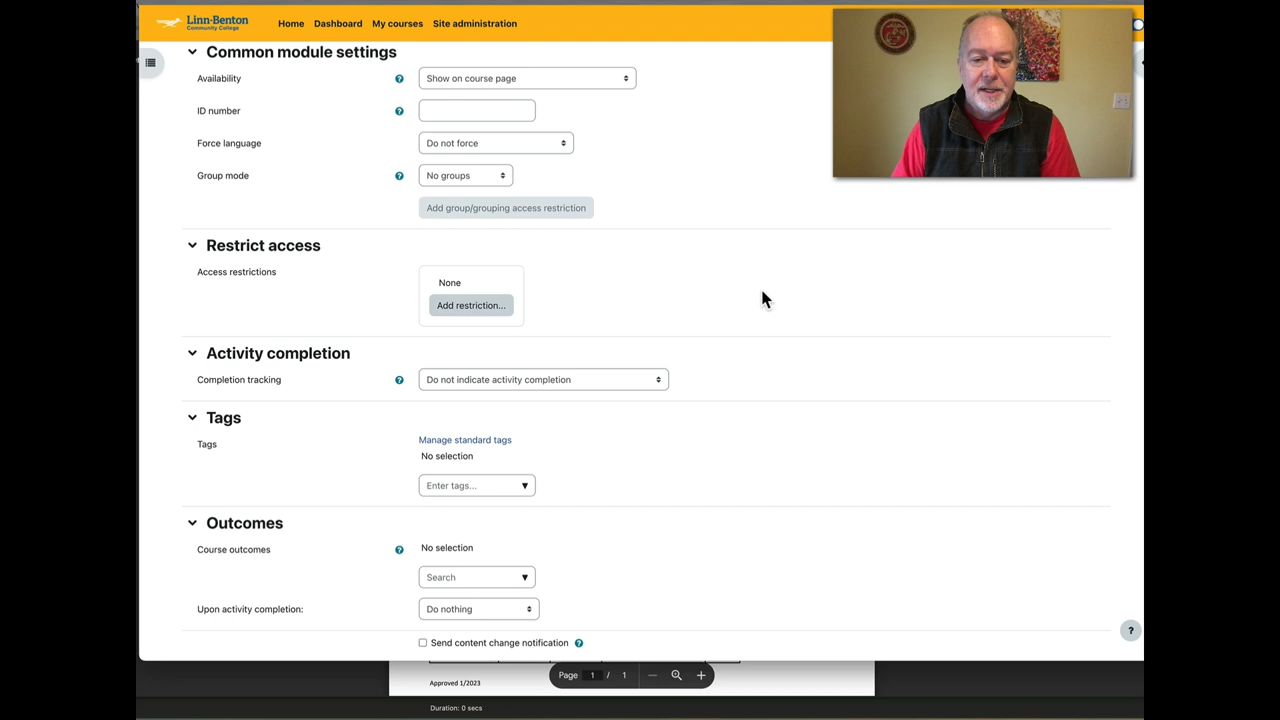 Linn-Benton
Community College
Home Dashboard My courses Site administration
Common module settings
Availability ? Show on course page
ID number ?
Force language Do not force
Group mode ? No groups
Add group/grouping access restriction
Restrict access
Access restrictions None
Add restriction...
Activity completion
Completion tracking ? Do not indicate activity completion
Tags
Tags Manage standard tags
No selection
Enter tags...
Outcomes
Course outcomes ? No selection
Search
Upon activity completion: Do nothing
Send content change notification ?
?
Page 1 / 1
Approved 1/2023
Duration: 0 secs